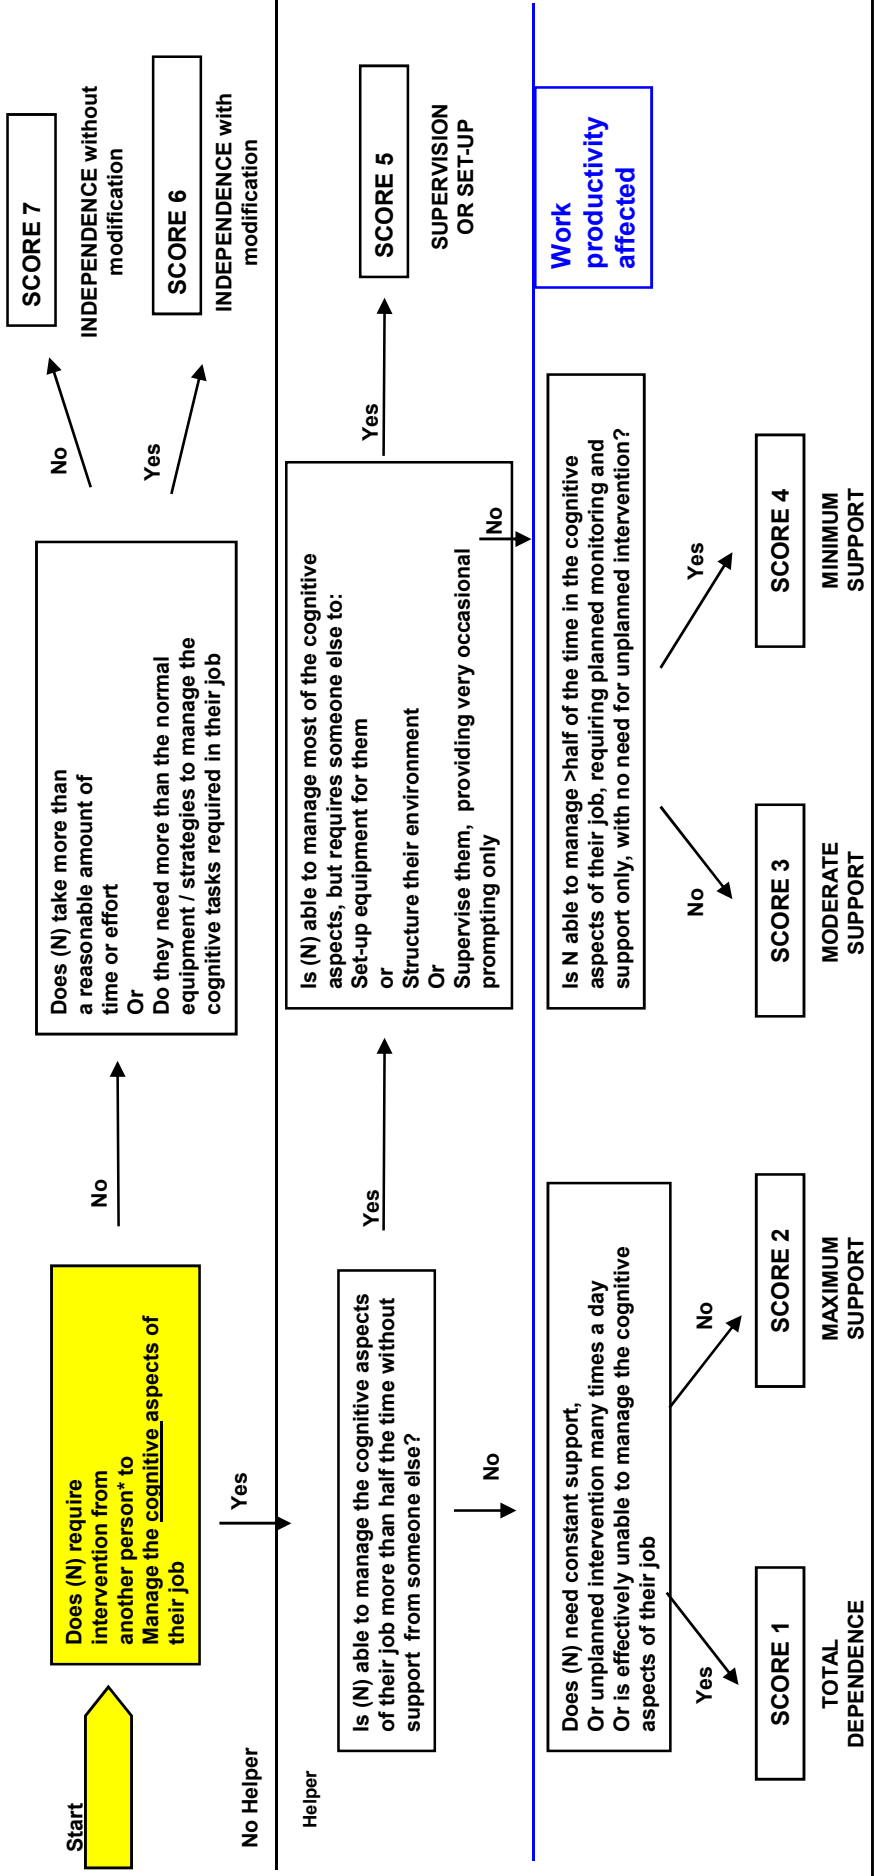 Start
Does (N) require
intervention from
another person* to
Manage the cognitive aspects of
their job
No
Does (N) take more than
a reasonable amount of
time or effort
Or
Do they need more than the normal
equipment / strategies to manage the
cognitive tasks required in their job
No
SCORE 7
INDEPENDENCE without
modification
Yes
SCORE 6
INDEPENDENCE with
modification
Yes
No Helper
Helper
Is (N) able to manage the cognitive aspects
of their job more than half the time without
support from someone else?
Yes
Is (N) able to manage most of the cognitive
aspects, but requires someone else to:
Set-up equipment for them
or
Structure their environment
Or
Supervise them, providing very occasional
prompting only
Yes
SCORE 5
SUPERVISION
OR SET-UP
No
No
Work
productivity
affected
Does (N) need constant support,
Or unplanned intervention many times a day
Or is effectively unable to manage the cognitive
aspects of their job
Yes
No
Is N able to manage >half of the time in the cognitive
aspects of their job, requiring planned monitoring and
support only, with no need for unplanned intervention?
No
Yes
SCORE 1
TOTAL
DEPENDENCE
SCORE 2
MAXIMUM
SUPPORT
SCORE 3
MODERATE
SUPPORT
SCORE 4
MINIMUM
SUPPORT